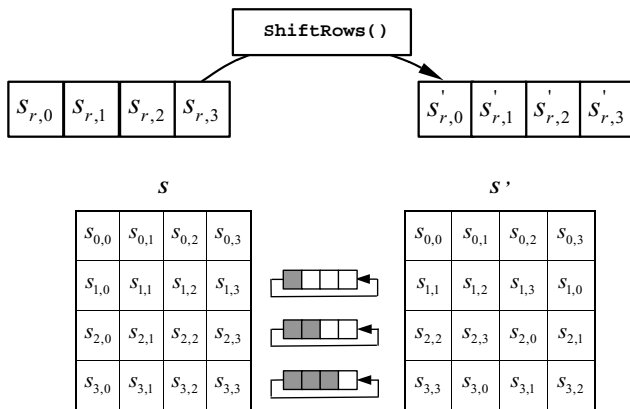 ShiftRows()
s_{r,0} s_{r,1} s_{r,2} s_{r,3} s'_{r,0} s'_{r,1} s'_{r,2} s'_{r,3}
S S'
s_{0,0} s_{0,1} s_{0,2} s_{0,3} s_{0,0} s_{0,1} s_{0,2} s_{0,3}
s_{1,0} s_{1,1} s_{1,2} s_{1,3} s_{1,1} s_{1,2} s_{1,3} s_{1,0}
s_{2,0} s_{2,1} s_{2,2} s_{2,3} s_{2,2} s_{2,3} s_{2,0} s_{2,1}
s_{3,0} s_{3,1} s_{3,2} s_{3,3} s_{3,3} s_{3,0} s_{3,1} s_{3,2}